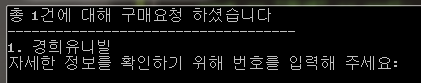 총 1건에 대해 구매요청 하셨습니다
------------------------------------
1. 경희유니빌
자세한 정보를 확인하기 위해 번호를 입력해 주세요: